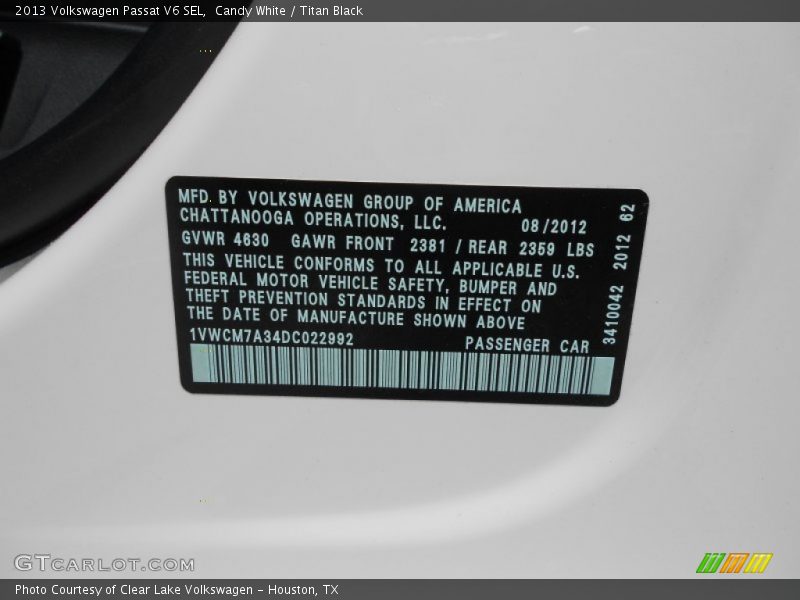 2013 Volkswagen Passat V6 SEL,  Candy White / Titan Black
MFD. BY VOLKSWAGEN GROUP OF AMERICA
CHATTANOOGA OPERATIONS, LLC. 08/2012
GVWR 4630 GAWR FRONT 2381 / REAR 2359 LBS
THIS VEHICLE CONFORMS TO ALL APPLICABLE U.S.
FEDERAL MOTOR VEHICLE SAFETY, BUMPER AND
THEFT PREVENTION STANDARDS IN EFFECT ON
THE DATE OF MANUFACTURE SHOWN ABOVE
1VWCM7A34DC022992 PASSENGER CAR
3410042 2012 62
GTCARLOT.COM
Photo Courtesy of Clear Lake Volkswagen - Houston, TX